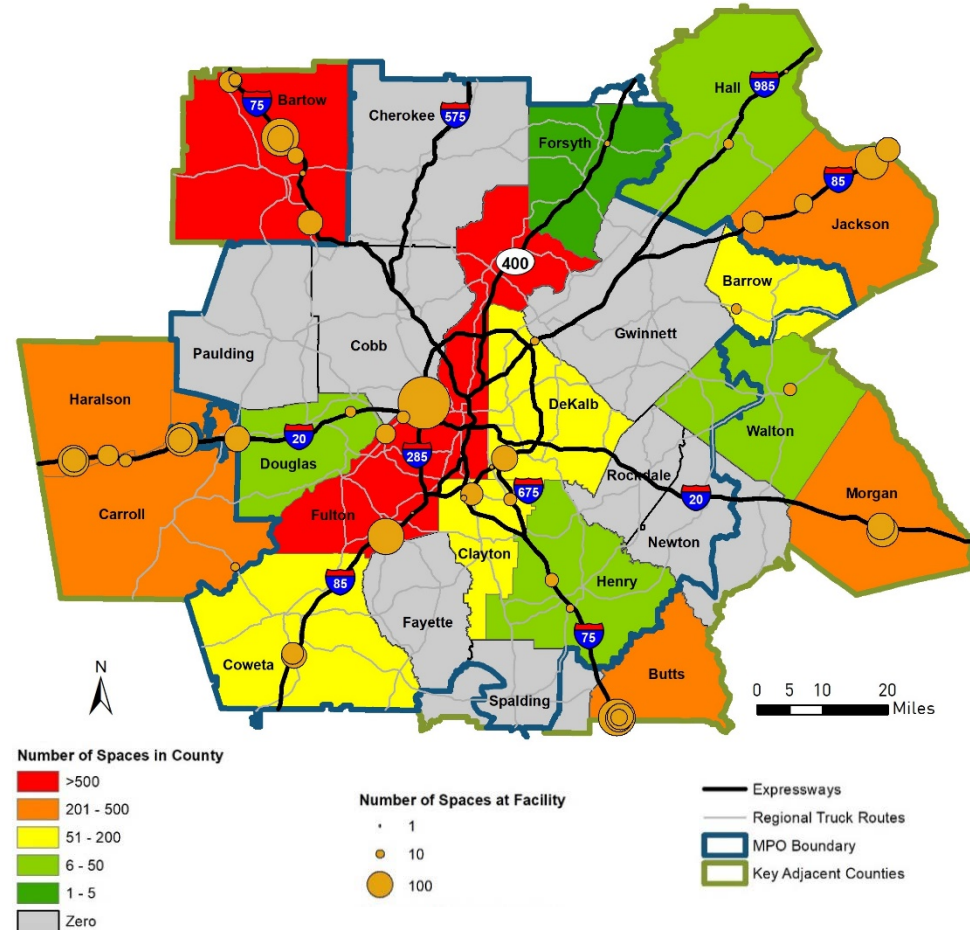 Hall
985
75
Bartow
Cherokee
575
Forsyth
85
Jackson
400
Barrow
Gwinnett
Paulding
Cobb
Haralson
DeKalb
Walton
20
Douglas
285
Rockdale
675
Carroll
Fulton
20
Morgan
Newton
Clayton
85
Henry
Fayette
75
Coweta
Butts
Spalding
N
0 5 10 20
Miles
Number of Spaces in County
>500
201 - 500
51 - 200
6 - 50
1 - 5
Zero
Number of Spaces at Facility
1
10
100
Expressways
Regional Truck Routes
MPO Boundary
Key Adjacent Counties